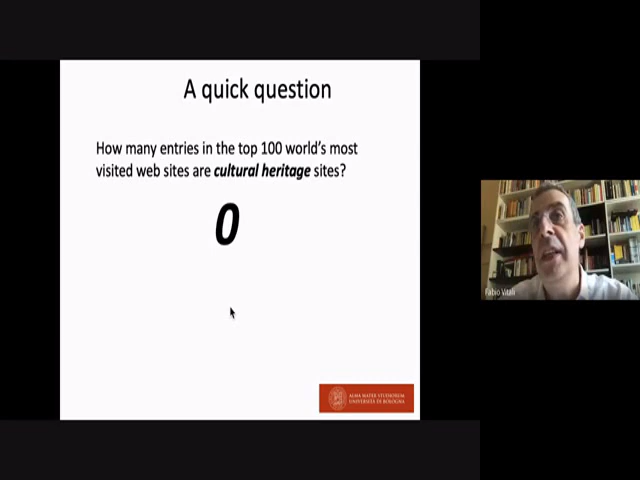 A quick question
How many entries in the top 100 world's most
visited web sites are cultural heritage sites?
0
ALMA MATER STUDIORUM
UNIVERSITÀ DI BOLOGNA
Fabio Vitali